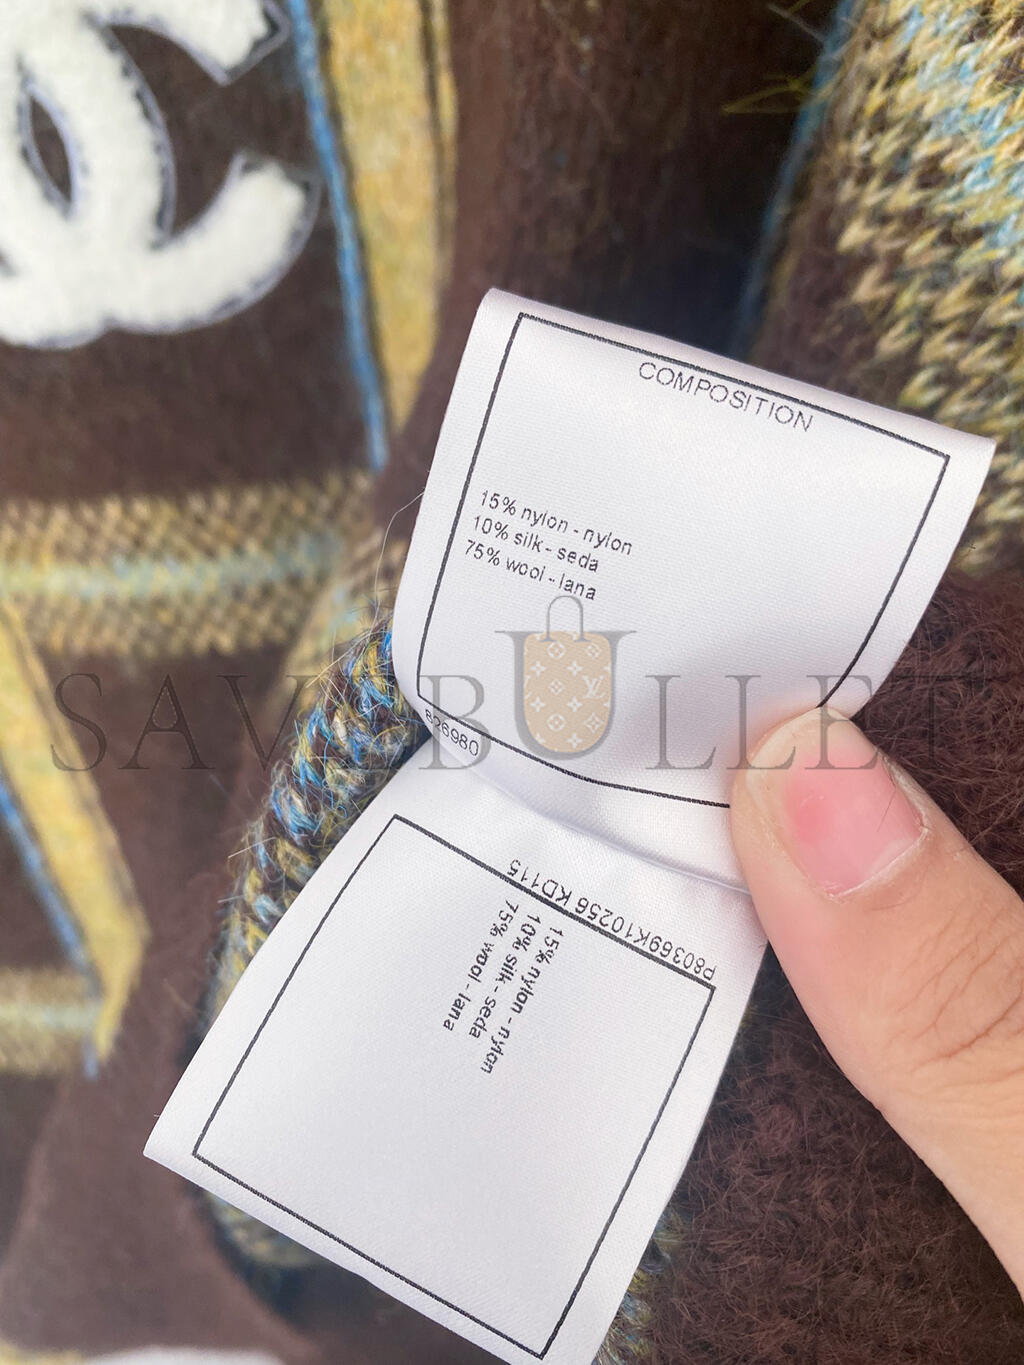 COMPOSITION
15% nylon - nylon
10% silk - seda
75% wool - lana
SAVEBULLET
826980
P80369K10256 KD115
15% nylon - nylon
10% silk - seda
75% wool - lana